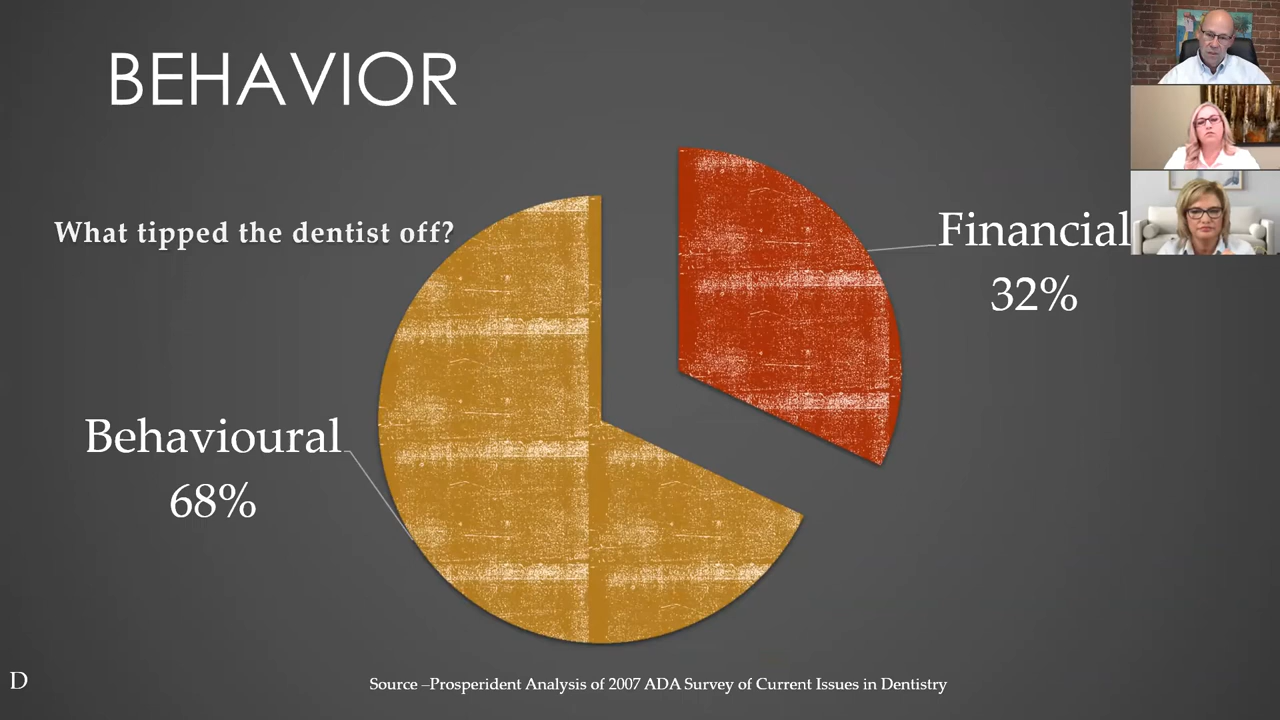 BEHAVIOR
What tipped the dentist off?
Financial
32%
Behavioural
68%
D
Source –Prosperident Analysis of 2007 ADA Survey of Current Issues in Dentistry